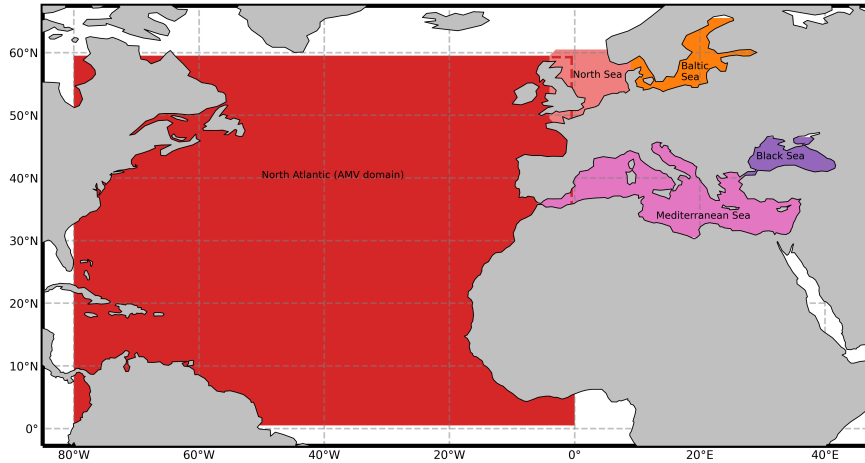 60°N
50°N
40°N
30°N
20°N
10°N
0°
80°W
60°W
40°W
20°W
0°
20°E
40°E
North Sea
Baltic
Sea
Black Sea
North Atlantic (AMV domain)
Mediterranean Sea